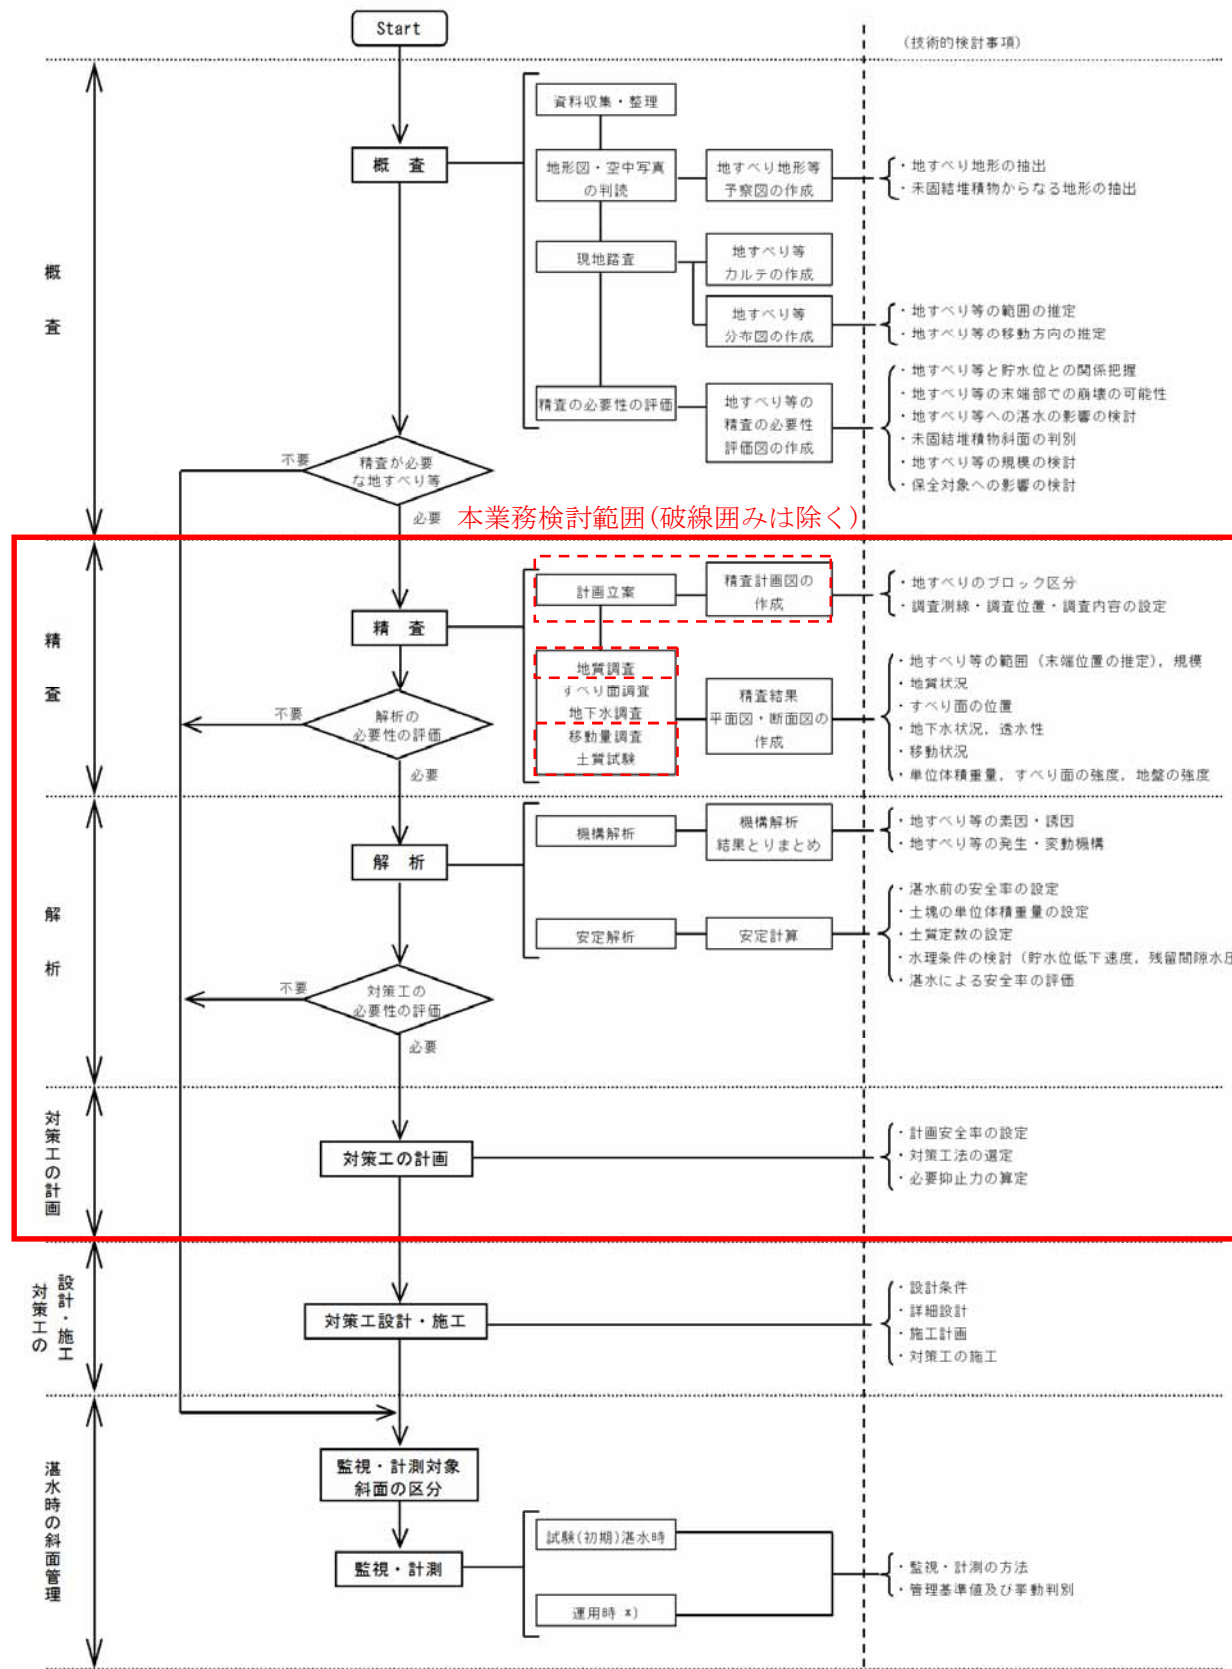 Start
(技術的検討事項)
概査
資料収集・整理
概 査
地形図・空中写真
の判読
地すべり地形等
予察図の作成
・地すべり地形の抽出
・未固結堆積物からなる地形の抽出
現地踏査
地すべり等
カルテの作成
地すべり等
分布図の作成
・地すべり等の範囲の推定
・地すべり等の移動方向の推定
精査の必要性の評価
地すべり等の
精査の必要性
評価図の作成
・地すべり等と貯水位との関係把握
・地すべり等の末端部での崩壊の可能性
・地すべり等への湛水の影響の検討
・未固結堆積物斜面の判別
・地すべり等の規模の検討
・保全対象への影響の検討
不要
精査が必要
な地すべり等
必要
本業務検討範囲(破線囲みは除く)
精査
計画立案
精査計画図の
作成
・地すべりのブロック区分
・調査測線・調査位置・調査内容の設定
精 査
地質調査
すべり面調査
地下水調査
移動量調査
土質試験
精査結果
平面図・断面図の
作成
・地すべり等の範囲(末端位置の推定),規模
・地質状況
・すべり面の位置
・地下水状況,透水性
・移動状況
・単位体積重量,すべり面の強度,地盤の強度
不要
解析の
必要性の評価
必要
解析
機構解析
機構解析
結果とりまとめ
・地すべり等の素因・誘因
・地すべり等の発生・変動機構
解 析
安定解析
安定計算
・湛水前の安全率の設定
・土塊の単位体積重量の設定
・土質定数の設定
・水理条件の検討(貯水位低下速度,残留間隙水圧
・湛水による安全率の評価
不要
対策工の
必要性の評価
必要
対策工の計画
対策工の計画
・計画安全率の設定
・対策工法の選定
・必要抑止力の算定
対策工の
設計・施工
対策工設計・施工
・設計条件
・詳細設計
・施工計画
・対策工の施工
湛水時の斜面管理
監視・計測対象
斜面の区分
監視・計測
試験(初期)湛水時
運用時 *)
・監視・計測の方法
・管理基準値及び挙動判別